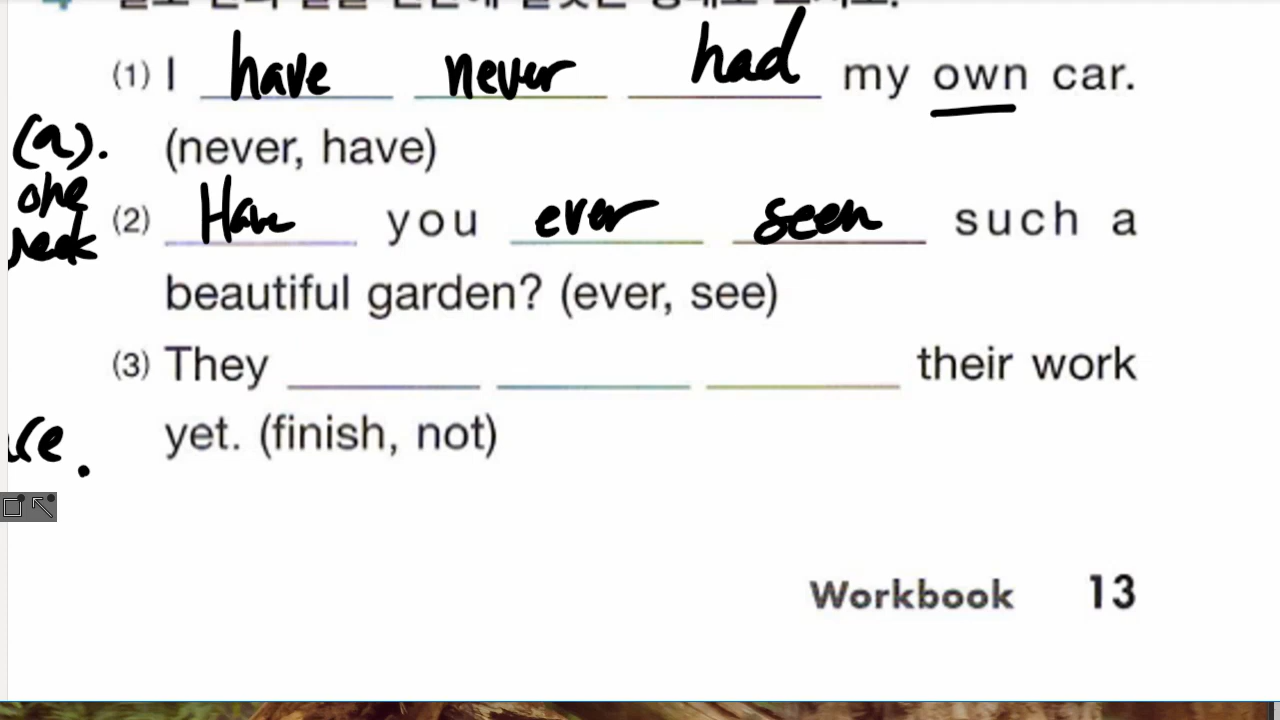 (1) I have never had my own car.
(a). (never, have)
one
(2) Have you ever seen such a
beautiful garden? (ever, see)
(3) They their work
yet. (finish, not)
Workbook 13